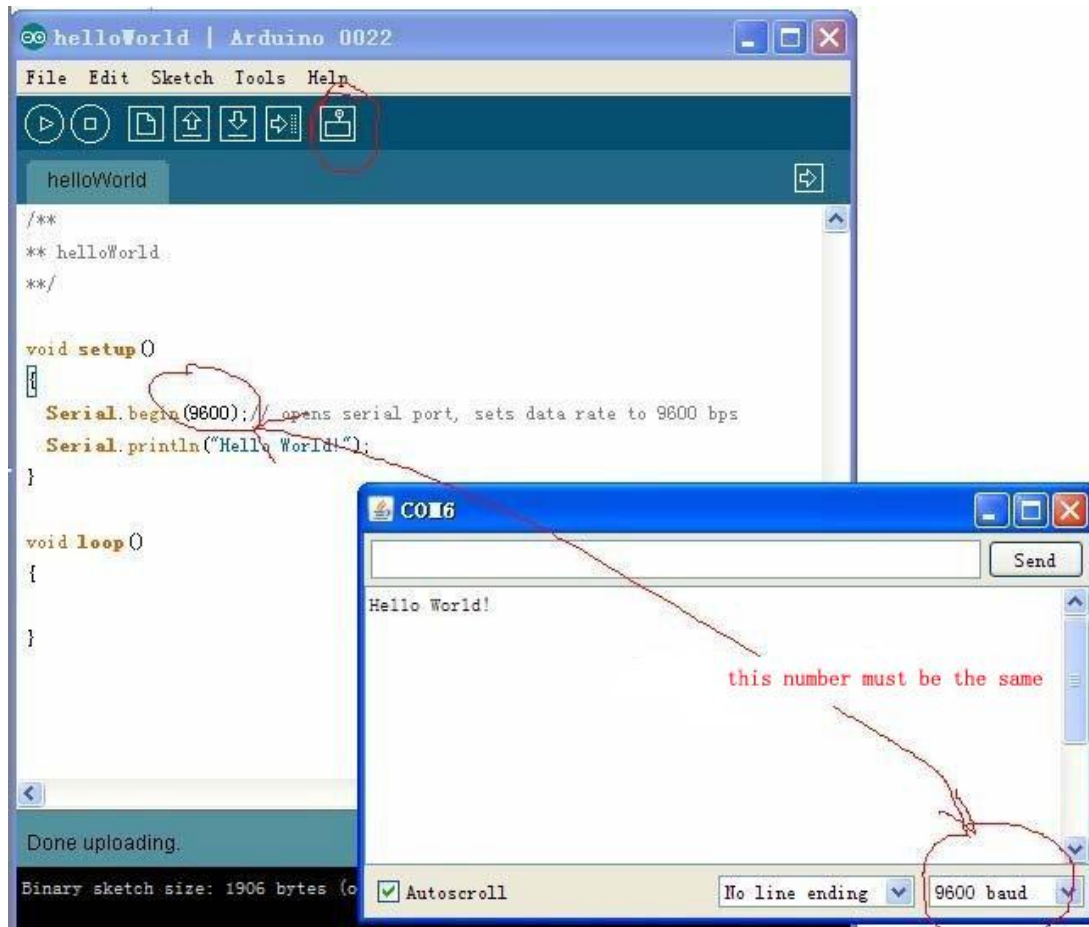 helloWorld | Arduino 0022
File Edit Sketch Tools Help
helloWorld
/**
** helloWorld
**/
void setup()
{
Serial.begin(9600);// opens serial port, sets data rate to 9600 bps
Serial.println("Hello World!");
}
void loop()
{
}
Done uploading.
Binary sketch size: 1906 bytes (o
COM6
Send
Hello World!
this number must be the same
Autoscroll
No line ending
9600 baud